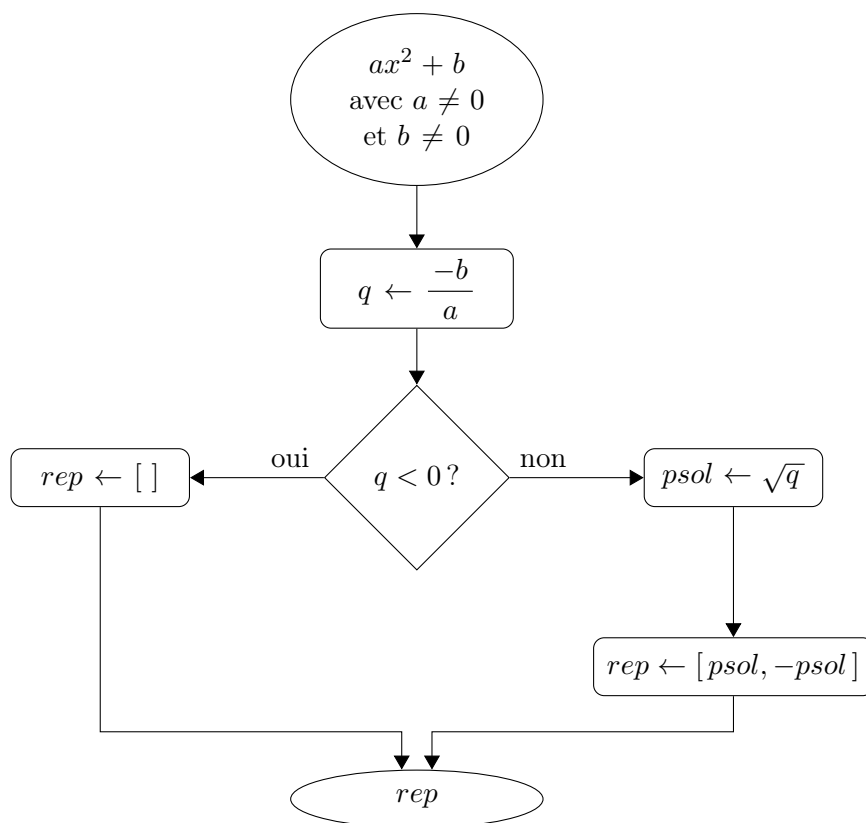 ax² + b
avec a ≠ 0
et b ≠ 0
q ← −b/a
oui
non
rep ← [ ]
q < 0 ?
psol ← √q
rep ← [ psol, −psol ]
rep